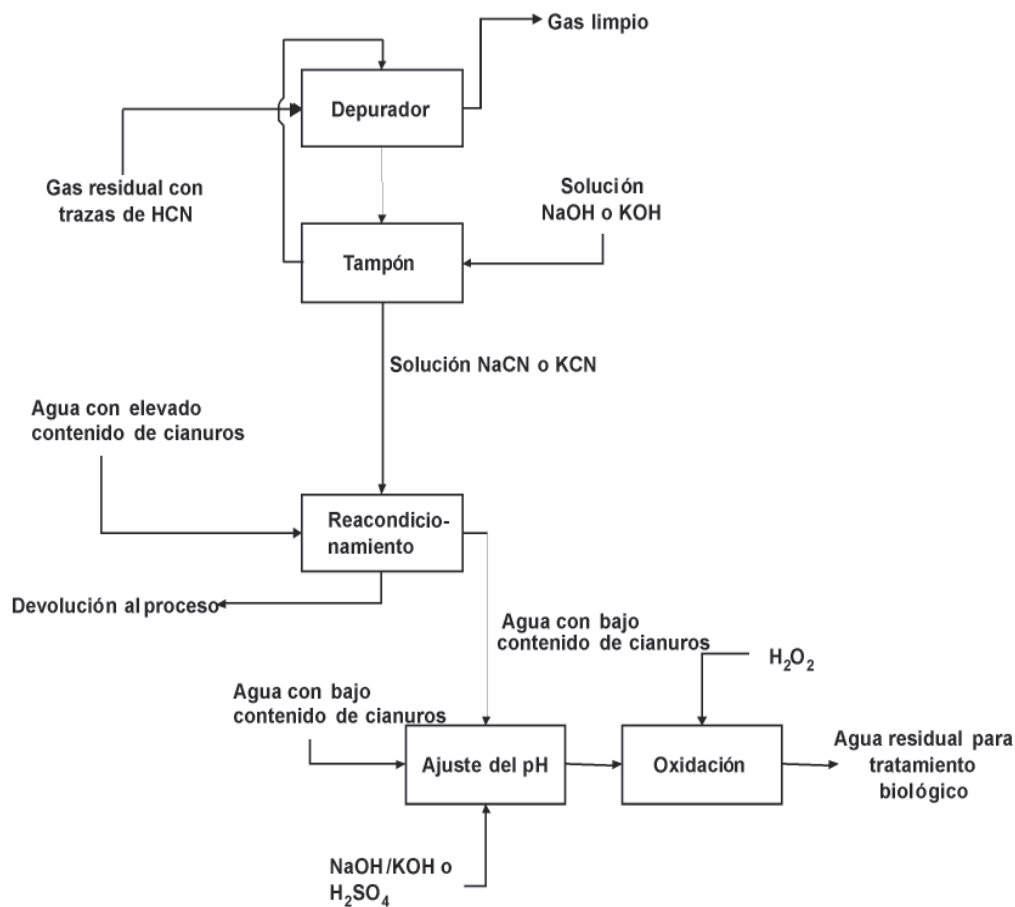 Gas limpio
Depurador
Gas residual con
trazas de HCN
Solución
NaOH o KOH
Tampón
Solución NaCN o KCN
Agua con elevado
contenido de cianuros
Reacondicio-
namiento
Devolución al proceso
Agua con bajo
contenido de cianuros
H₂O₂
Agua con bajo
contenido de cianuros
Ajuste del pH
Oxidación
Agua residual para
tratamiento
biológico
NaOH/KOH o
H₂SO₄